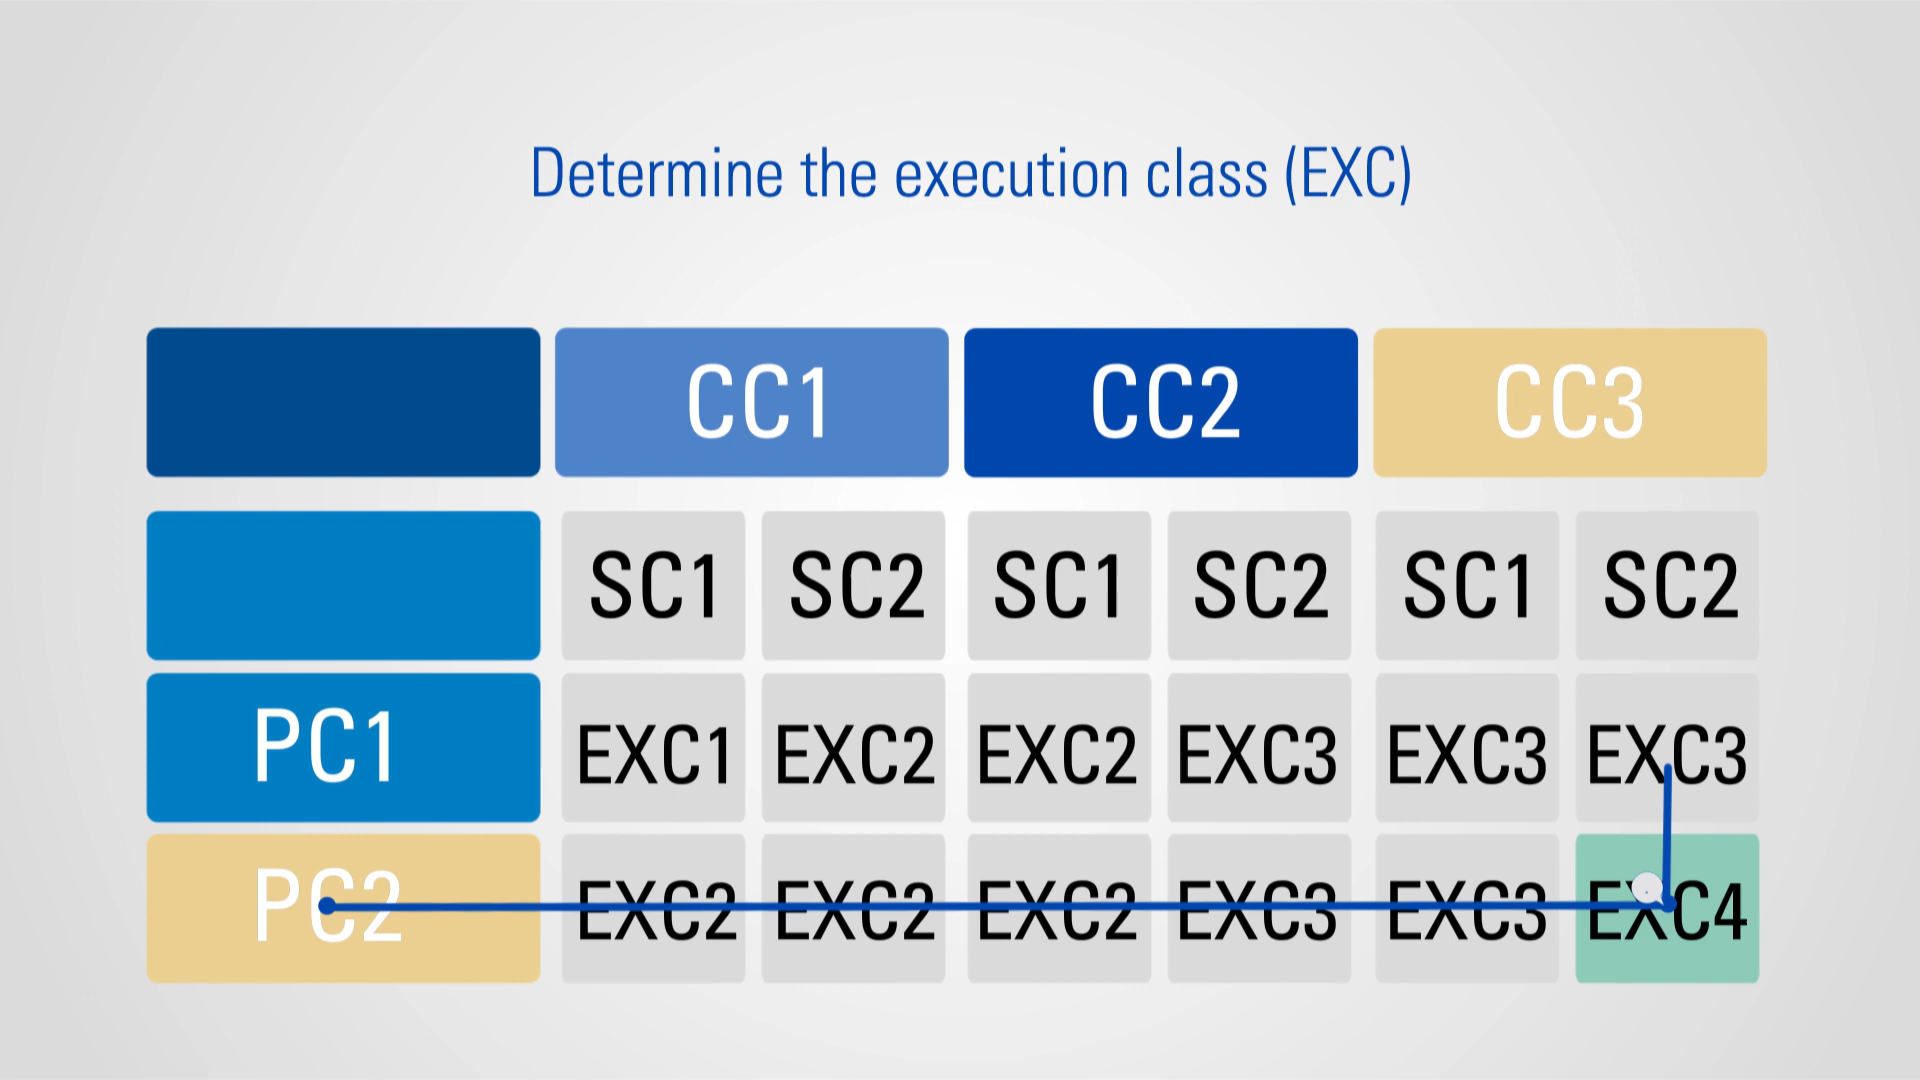 Determine the execution class (EXC)
CC1 CC2 CC3
SC1 SC2 SC1 SC2 SC1 SC2
PC1 EXC1 EXC2 EXC2 EXC3 EXC3 EXC3
PC2 EXC2 EXC2 EXC2 EXC3 EXC3 EXC4